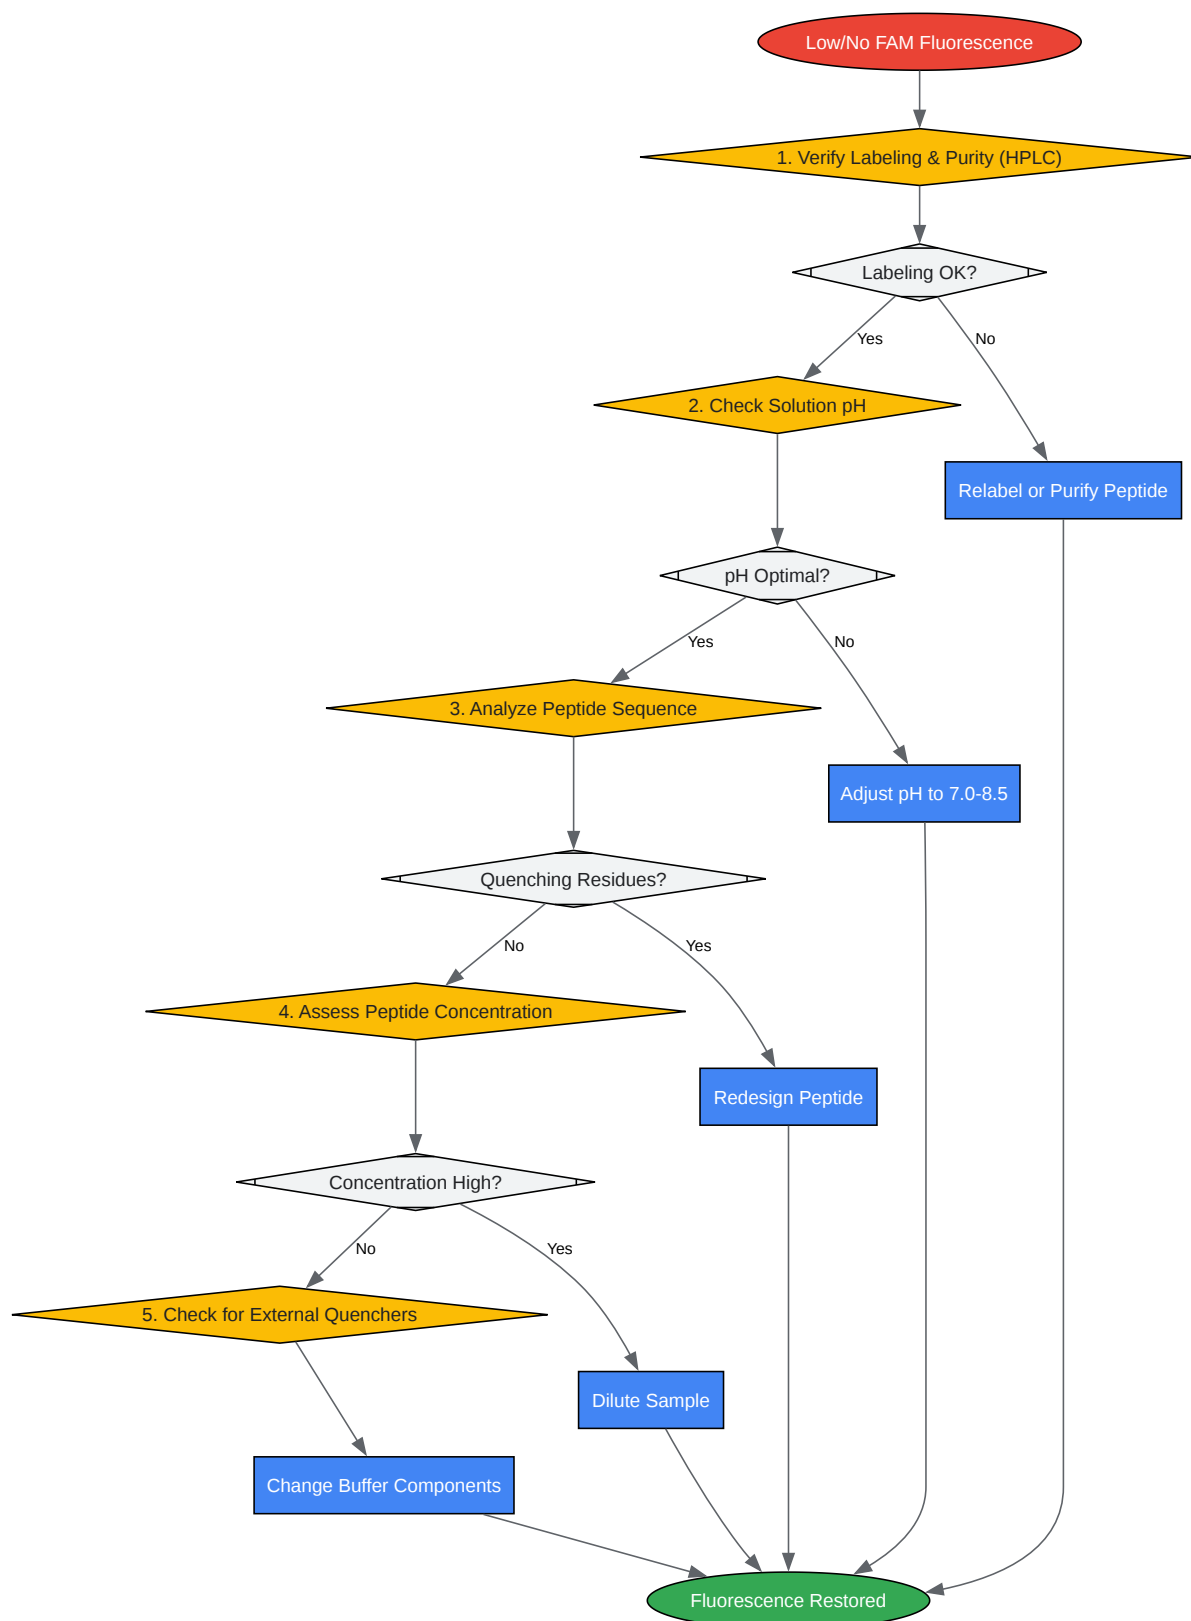 Low/No FAM Fluorescence
1. Verify Labeling & Purity (HPLC)
Labeling OK?
Yes
No
2. Check Solution pH
Relabel or Purify Peptide
pH Optimal?
Yes
No
3. Analyze Peptide Sequence
Adjust pH to 7.0-8.5
Quenching Residues?
No
Yes
4. Assess Peptide Concentration
Redesign Peptide
Concentration High?
No
Yes
5. Check for External Quenchers
Dilute Sample
Change Buffer Components
Fluorescence Restored